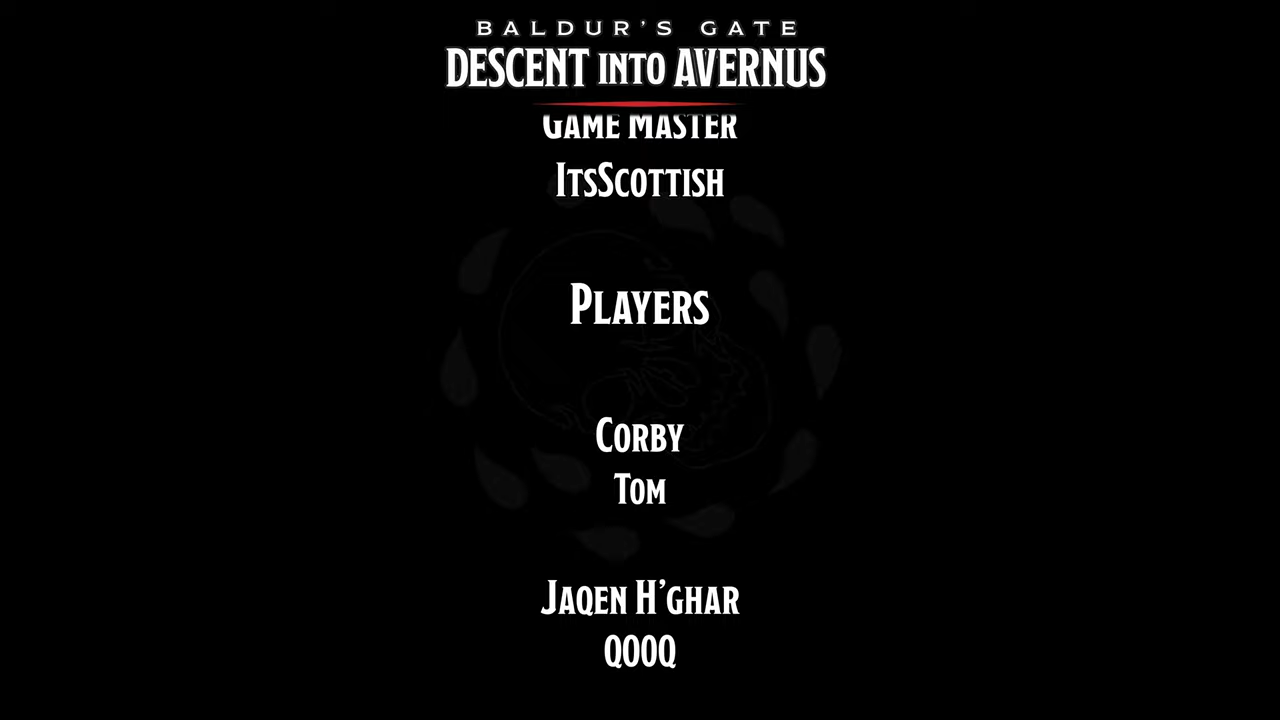 BALDUR'S GATE
DESCENT INTO AVERNUS
GAME MASTER
ITSSCOTTISH
PLAYERS
CORBY
TOM
JAQEN H'GHAR
QOOQ